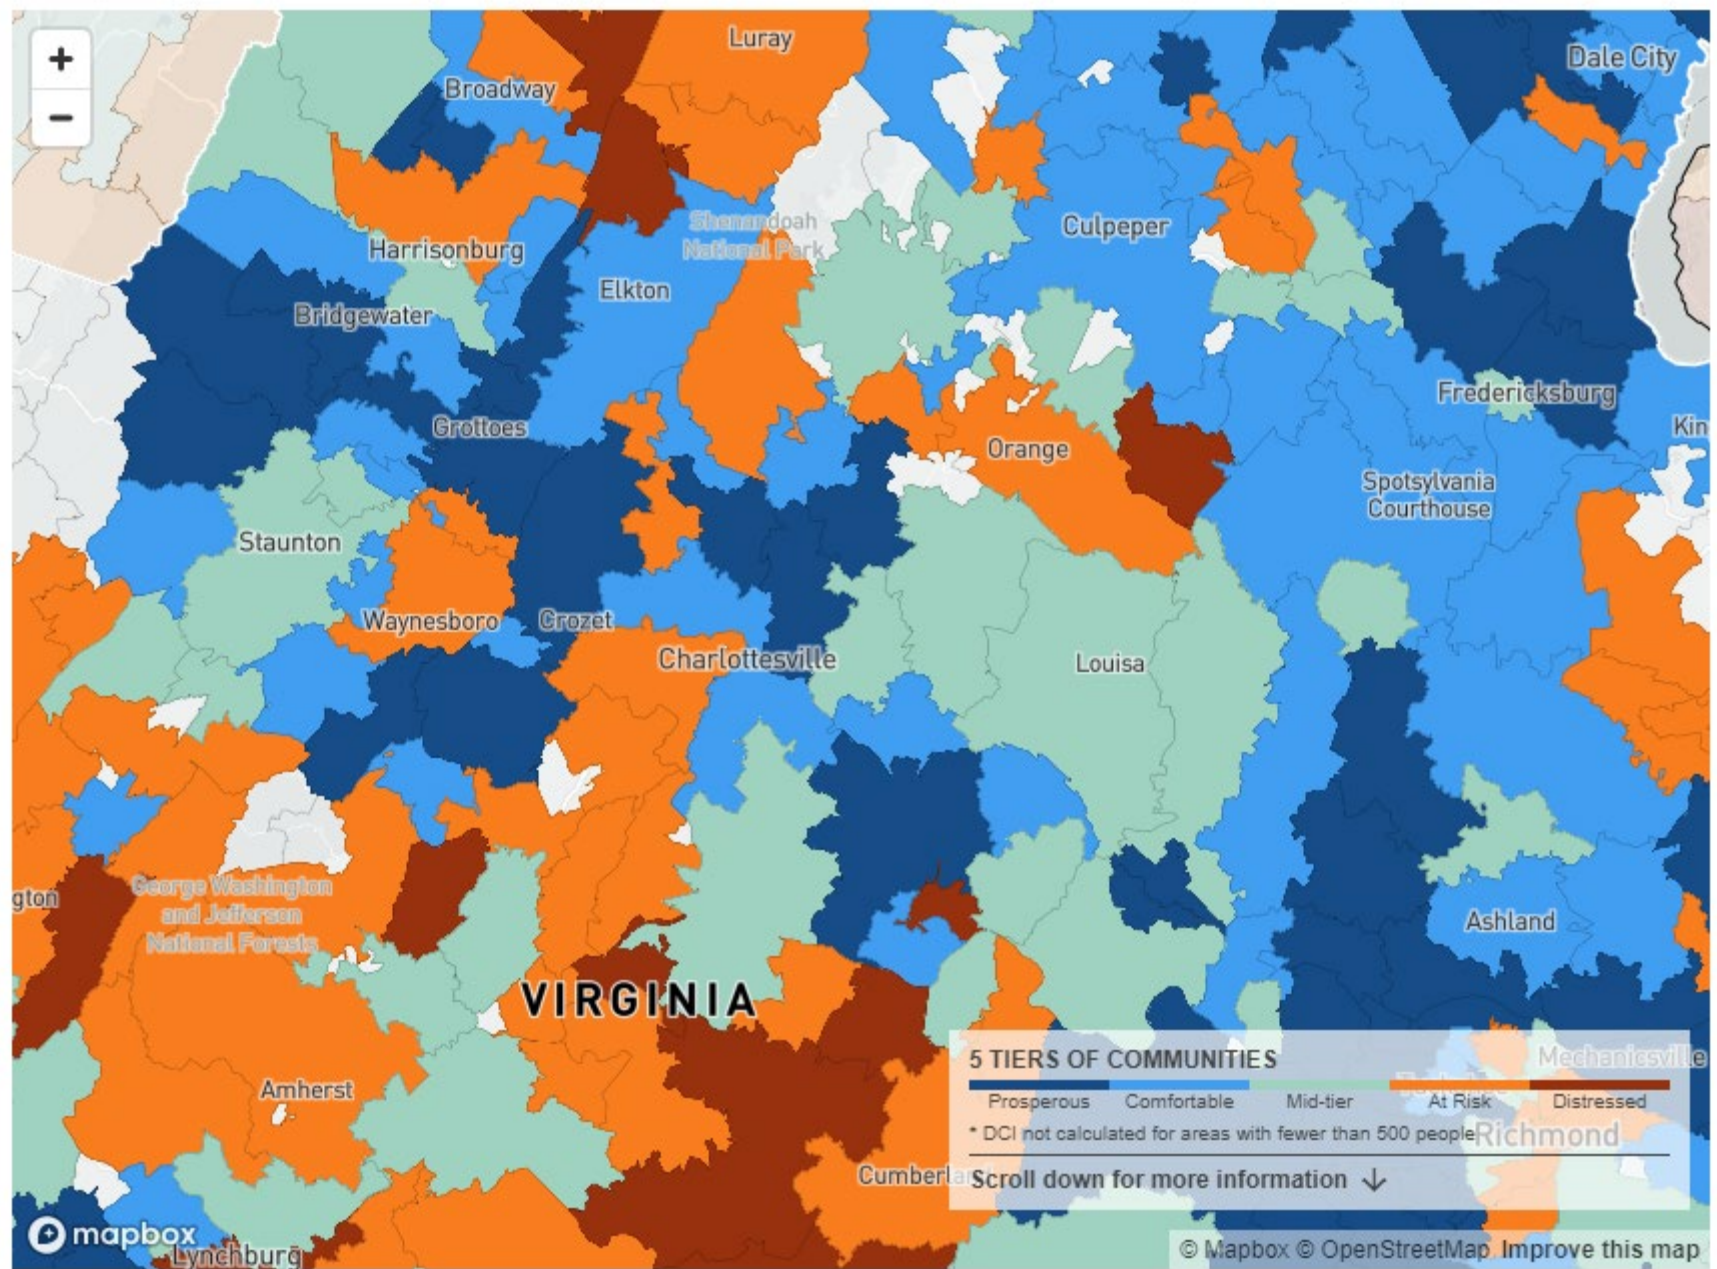 +
−
Luray
Dale City
Broadway
Shenandoah
National Park
Culpeper
Harrisonburg
Elkton
Bridgewater
Fredericksburg
Grottoes
Kin
Orange
Spotsylvania
Courthouse
Staunton
Waynesboro
Crozet
Charlottesville
Louisa
gton
George Washington
and Jefferson
National Forests
Ashland
VIRGINIA
Amherst
5 TIERS OF COMMUNITIES
Mechanicsville
Prosperous Comfortable Mid-tier At Risk Distressed
* DCI not calculated for areas with fewer than 500 people
Richmond
Cumberl
Scroll down for more information ↓
mapbox
Lynchburg
© Mapbox © OpenStreetMap Improve this map